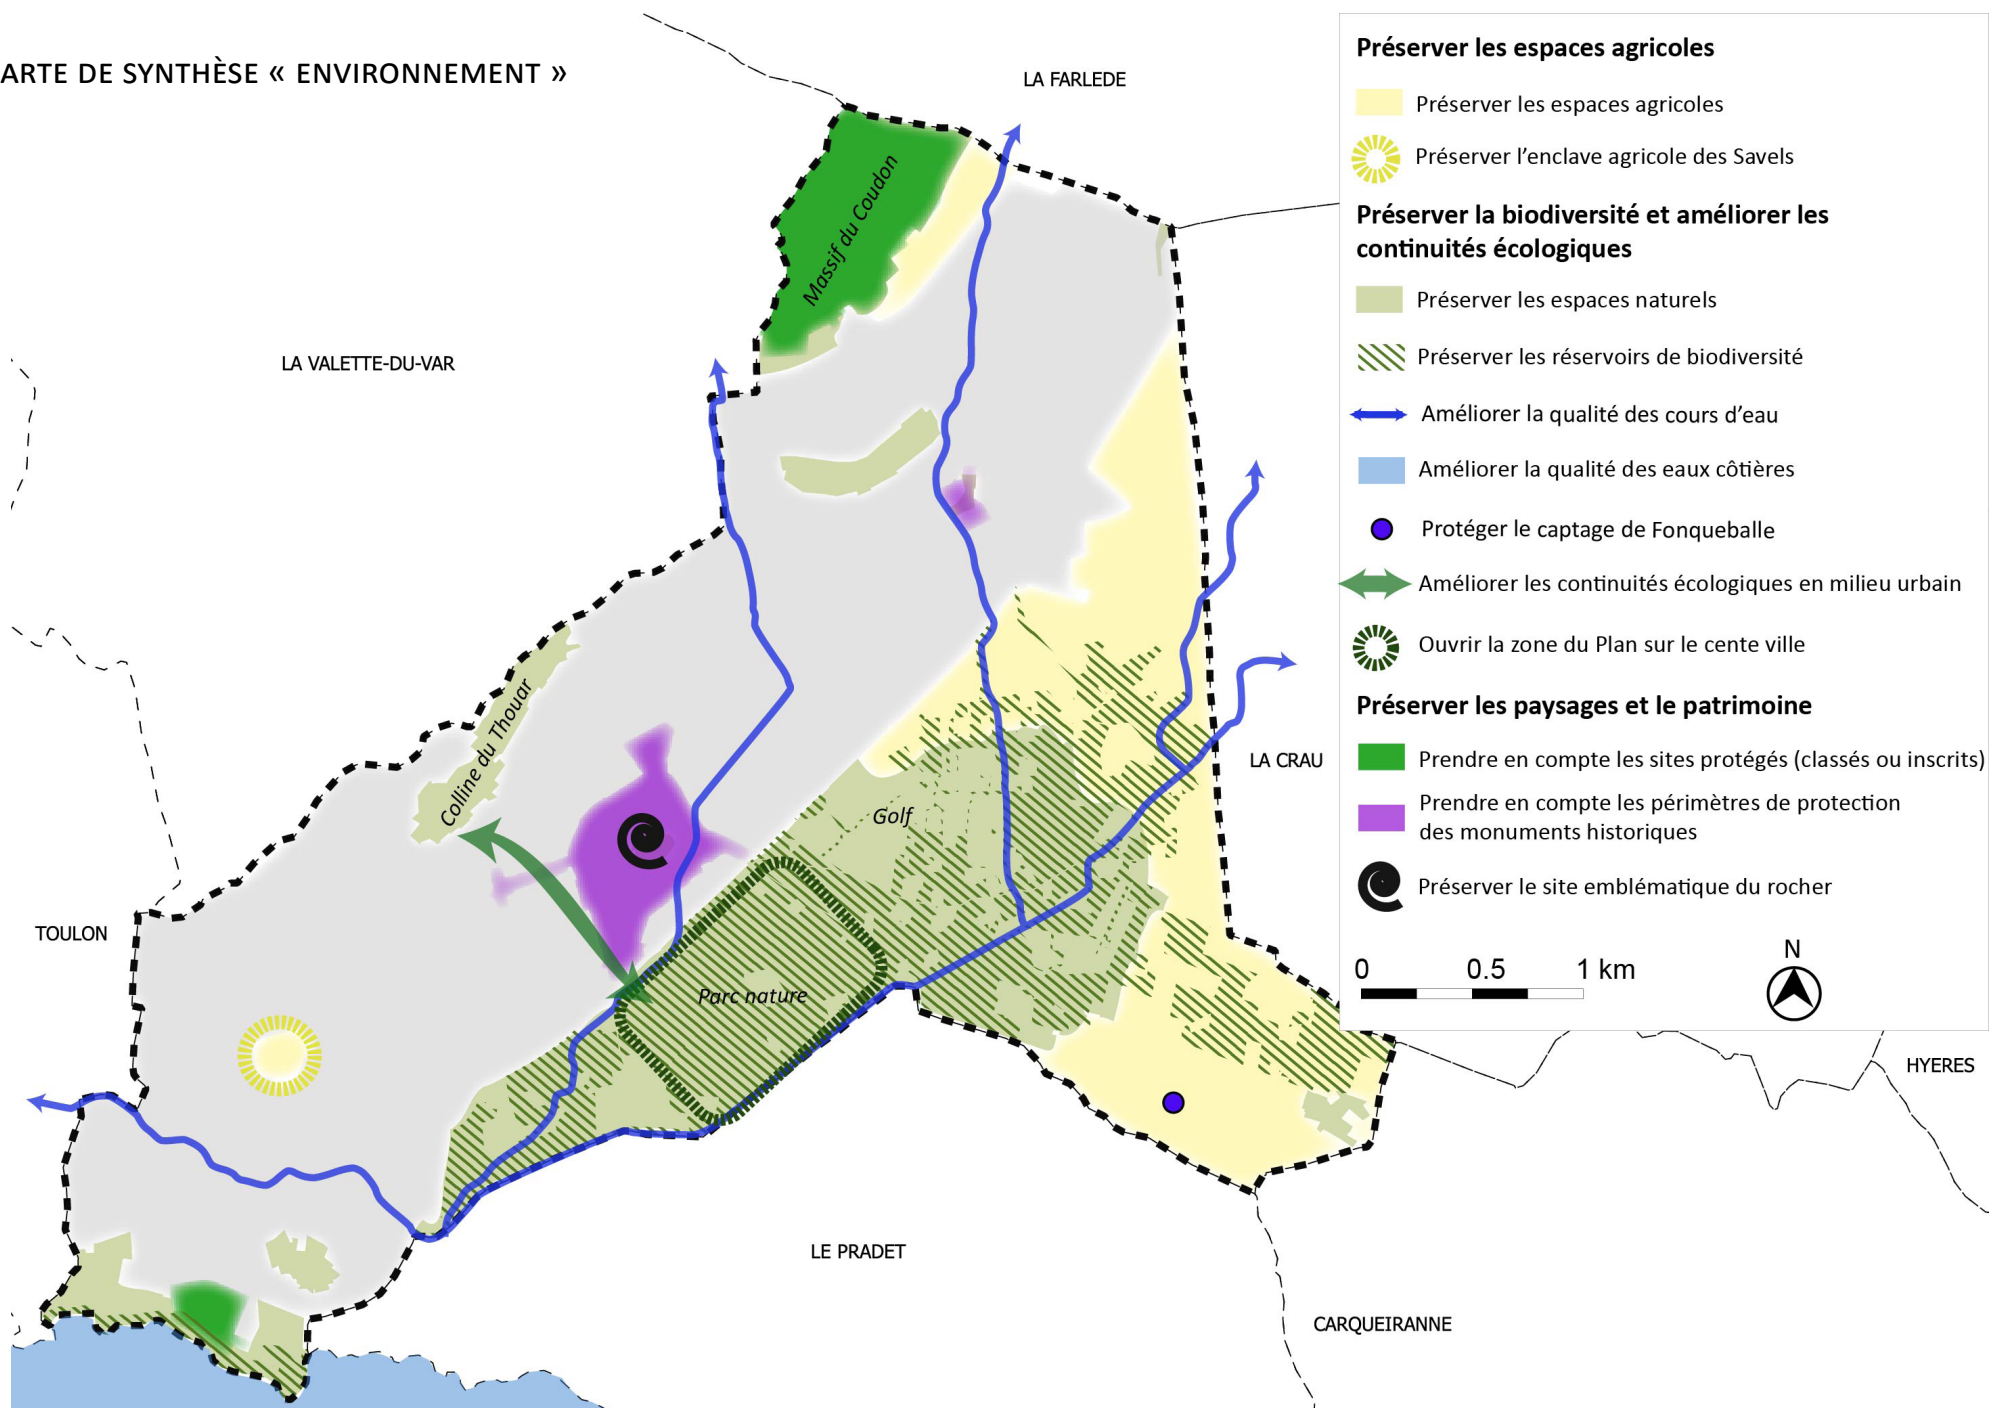 ARTE DE SYNTHÈSE « ENVIRONNEMENT »
LA FARLEDE
Massif du Coudon
LA VALETTE-DU-VAR
Colline du Thouar
Golf
LA CRAU
TOULON
Parc nature
HYERES
LE PRADET
CARQUEIRANNE
Préserver les espaces agricoles
Préserver les espaces agricoles
Préserver l'enclave agricole des Savels
Préserver la biodiversité et améliorer les
continuités écologiques
Préserver les espaces naturels
Préserver les réservoirs de biodiversité
Améliorer la qualité des cours d'eau
Améliorer la qualité des eaux côtières
Protéger le captage de Fonqueballe
Améliorer les continuités écologiques en milieu urbain
Ouvrir la zone du Plan sur le cente ville
Préserver les paysages et le patrimoine
Prendre en compte les sites protégés (classés ou inscrits)
Prendre en compte les périmètres de protection
des monuments historiques
Préserver le site emblématique du rocher
0 0.5 1 km
N